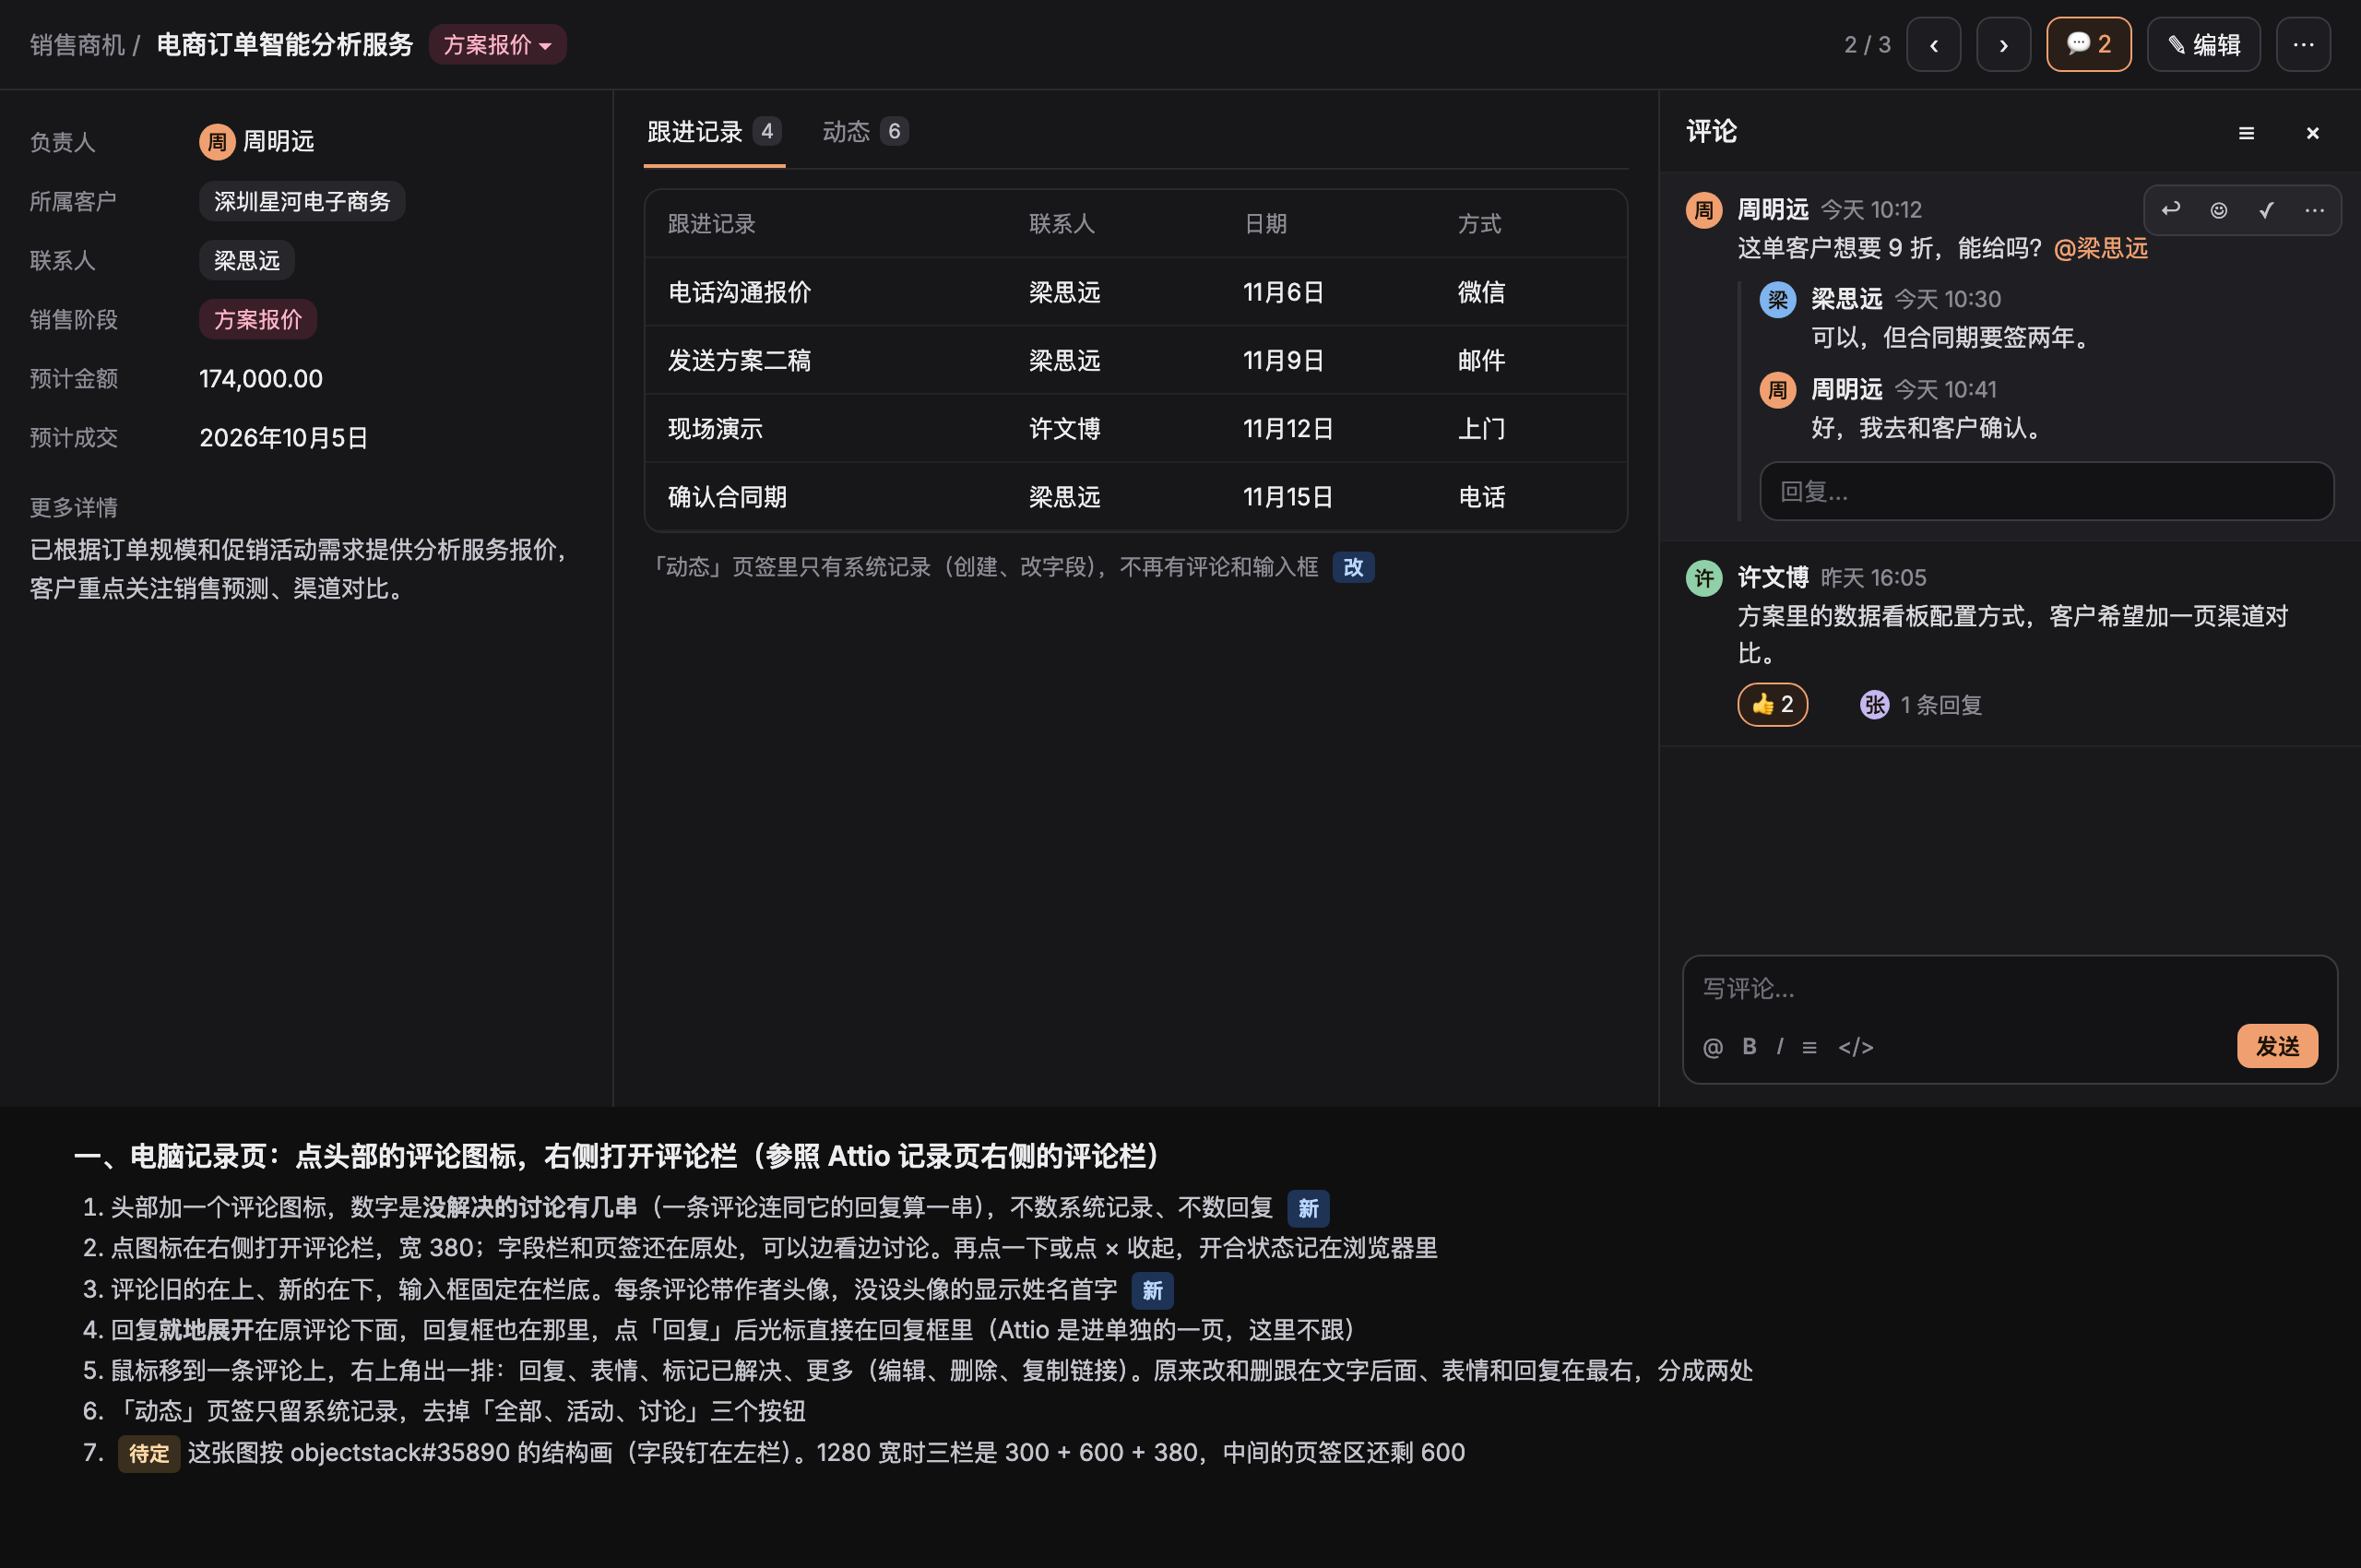 销售商机 / 电商订单智能分析服务 方案报价
2 / 3 ‹ › 💬 2 ✎ 编辑 ···
负责人 周 周明远
所属客户 深圳星河电子商务
联系人 梁思远
销售阶段 方案报价
预计金额 174,000.00
预计成交 2026年10月5日
更多详情
已根据订单规模和促销活动需求提供分析服务报价，
客户重点关注销售预测、渠道对比。
跟进记录 4 动态 6
跟进记录 联系人 日期 方式
电话沟通报价 梁思远 11月6日 微信
发送方案二稿 梁思远 11月9日 邮件
现场演示 许文博 11月12日 上门
确认合同期 梁思远 11月15日 电话
「动态」页签里只有系统记录（创建、改字段），不再有评论和输入框 改
评论 ≡ ×
周 周明远 今天 10:12 ↩ ☺ ✓ ···
这单客户想要 9 折，能给吗？@梁思远
梁 梁思远 今天 10:30
可以，但合同期要签两年。
周 周明远 今天 10:41
好，我去和客户确认。
回复...
许 许文博 昨天 16:05
方案里的数据看板配置方式，客户希望加一页渠道对
比。
👍 2 张 1 条回复
写评论...
@ B I ≡ </> 发送
一、电脑记录页：点头部的评论图标，右侧打开评论栏（参照 Attio 记录页右侧的评论栏）
1. 头部加一个评论图标，数字是没解决的讨论有几串（一条评论连同它的回复算一串），不数系统记录、不数回复 新
2. 点图标在右侧打开评论栏，宽 380；字段栏和页签还在原处，可以边看边讨论。再点一下或点 × 收起，开合状态记在浏览器里
3. 评论旧的在上、新的在下，输入框固定在栏底。每条评论带作者头像，没设头像的显示姓名首字 新
4. 回复就地展开在原评论下面，回复框也在那里，点「回复」后光标直接在回复框里（Attio 是进单独的一页，这里不跟）
5. 鼠标移到一条评论上，右上角出一排：回复、表情、标记已解决、更多（编辑、删除、复制链接）。原来改和删跟在文字后面、表情和回复在最右，分成两处
6. 「动态」页签只留系统记录，去掉「全部、活动、讨论」三个按钮
7. 待定 这张图按 objectstack#35890 的结构画（字段钉在左栏）。1280 宽时三栏是 300 + 600 + 380，中间的页签区还剩 600